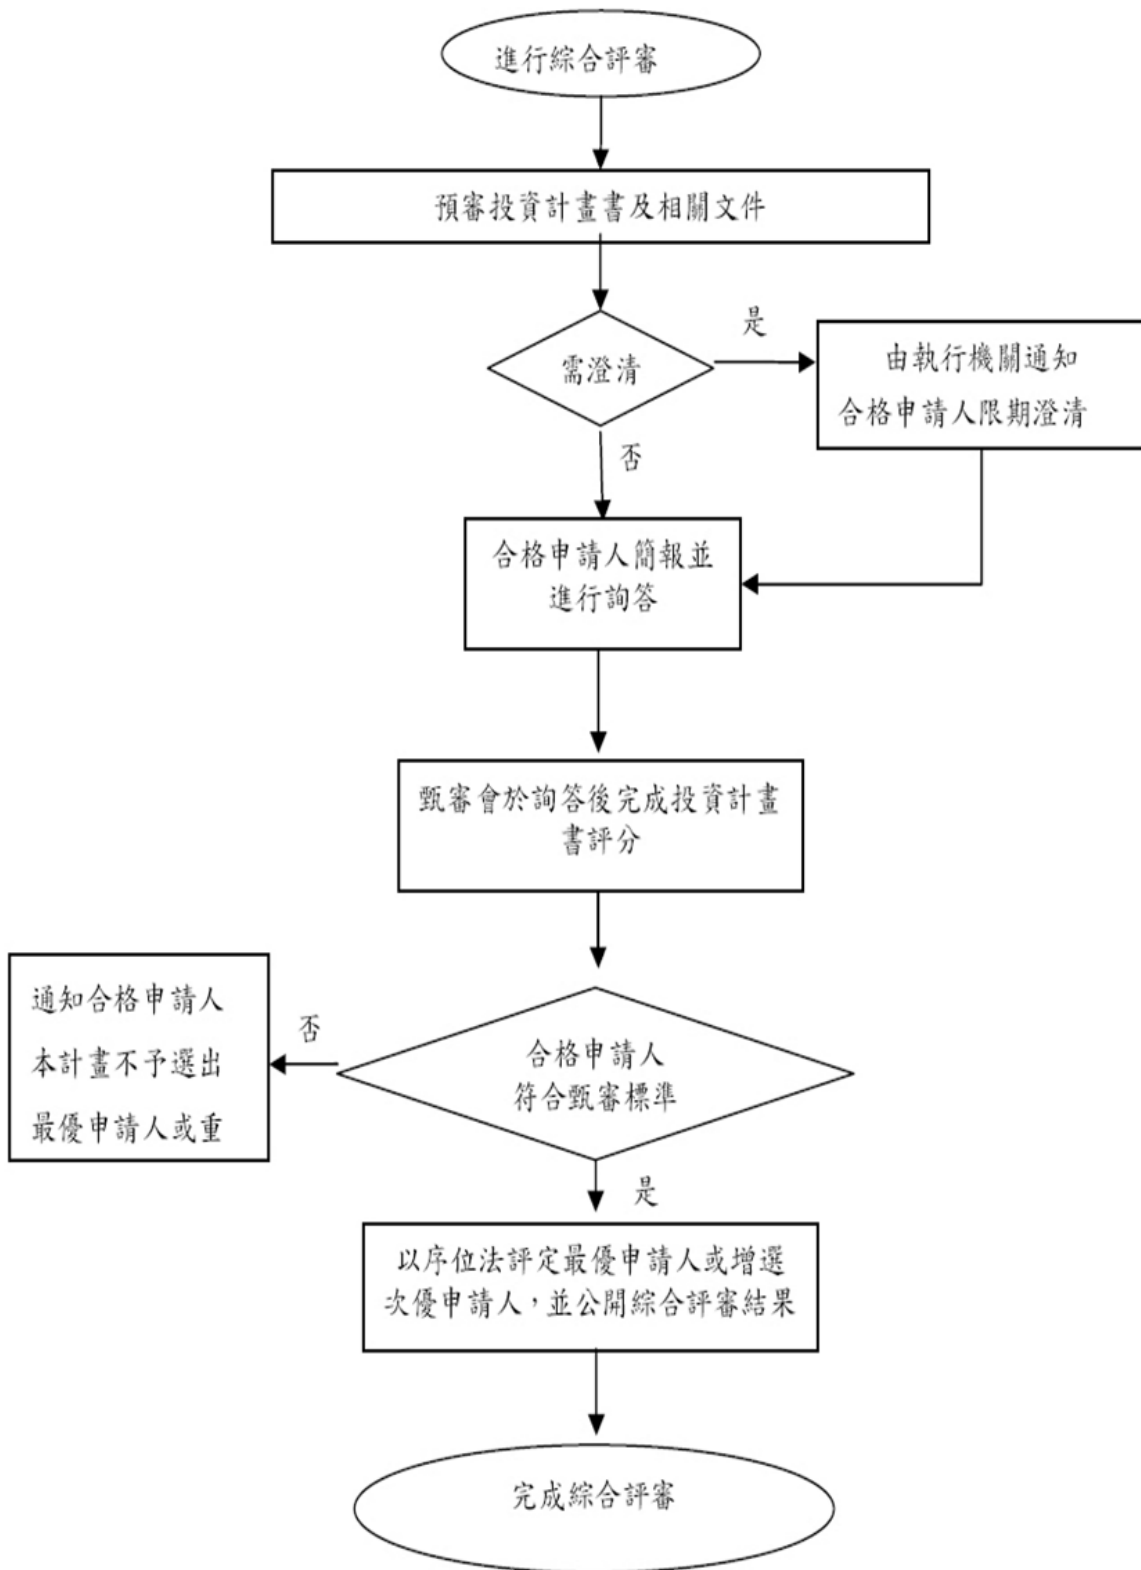 進行綜合評審
預審投資計畫書及相關文件
是
需澄清
由執行機關通知
合格申請人限期澄清
否
合格申請人簡報並
進行詢答
甄審會於詢答後完成投資計畫
書評分
通知合格申請人
本計畫不予選出
最優申請人或重
否
合格申請人
符合甄審標準
是
以序位法評定最優申請人或增選
次優申請人，並公開綜合評審結果
完成綜合評審